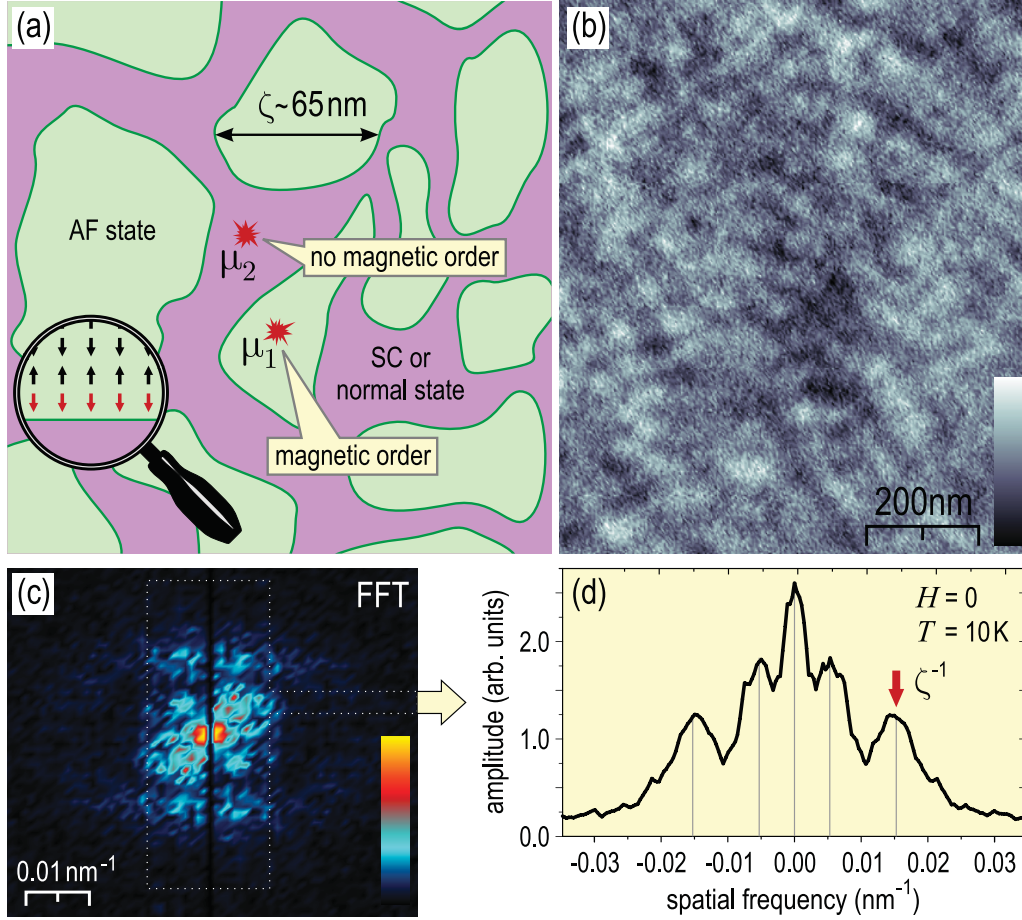 (a)
ζ~65nm
AF state
μ2
no magnetic order
μ1
SC or
normal state
magnetic order
(b)
200nm
(c)
FFT
0.01 nm⁻¹
(d)
H = 0
T = 10K
ζ⁻¹
amplitude (arb. units)
2.0
1.0
0.0
-0.03 -0.02 -0.01 0.00 0.01 0.02 0.03
spatial frequency (nm⁻¹)